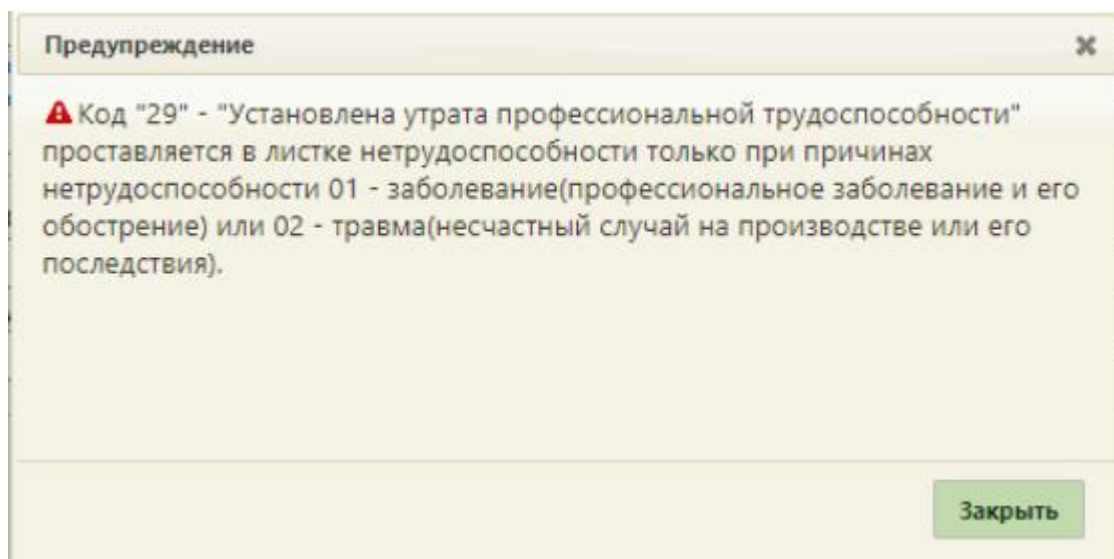 Предупреждение
Код "29" - "Установлена утрата профессиональной трудоспособности"
проставляется в листке нетрудоспособности только при причинах
нетрудоспособности 01 - заболевание(профессиональное заболевание и его
обострение) или 02 - травма(несчастный случай на производстве или его
последствия).
Закрыть